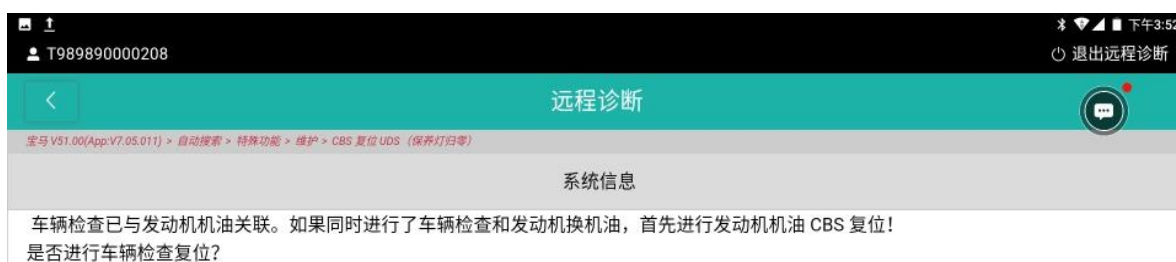 下午3:52
T989890000208
退出远程诊断
远程诊断
宝马 V51.00(App:V7.05.011) > 自动搜索 > 特殊功能 > 维护 > CBS 复位 UDS（保养灯归零）
系统信息
车辆检查已与发动机机油关联。如果同时进行了车辆检查和发动机换机油，首先进行发动机机油 CBS 复位！
是否进行车辆检查复位？